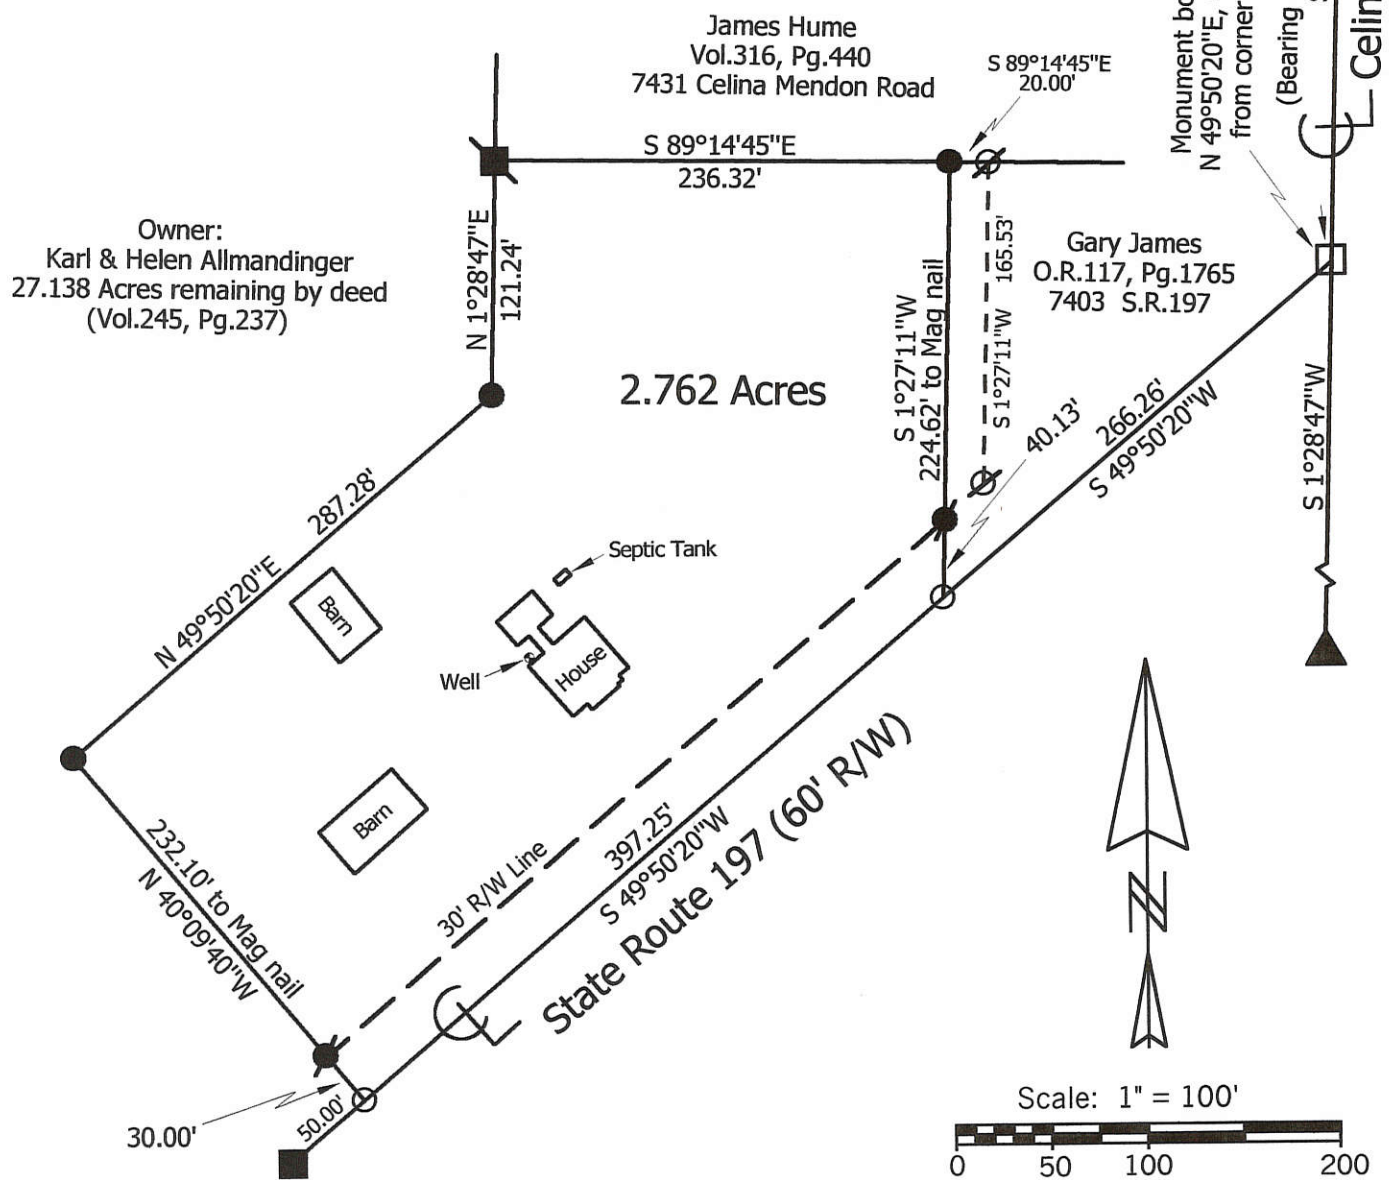 James Hume
Vol.316, Pg.440
7431 Celina Mendon Road
S 89°14'45"E
20.00'
Monument bo
N 49°50'20"E,
from corner
(Bearing
Celin
S 89°14'45"E
236.32'
Owner:
Karl & Helen Allmandinger
27.138 Acres remaining by deed
(Vol.245, Pg.237)
N 1°28'47"E
121.24'
2.762 Acres
S 1°27'11"W
224.62' to Mag nail
S 1°27'11"W 165.53'
Gary James
O.R.117, Pg.1765
7403 S.R.197
40.13'
266.26'
S 49°50'20"W
S 1°28'47"W
287.28'
N 49°50'20"E
Barn
Septic Tank
Well
House
Barn
232.10' to Mag nail
N 40°09'40"W
30' R/W Line
397.25'
S 49°50'20"W
State Route 197 (60' R/W)
30.00'
50.00'
N
Scale: 1" = 100'
0 50 100 200